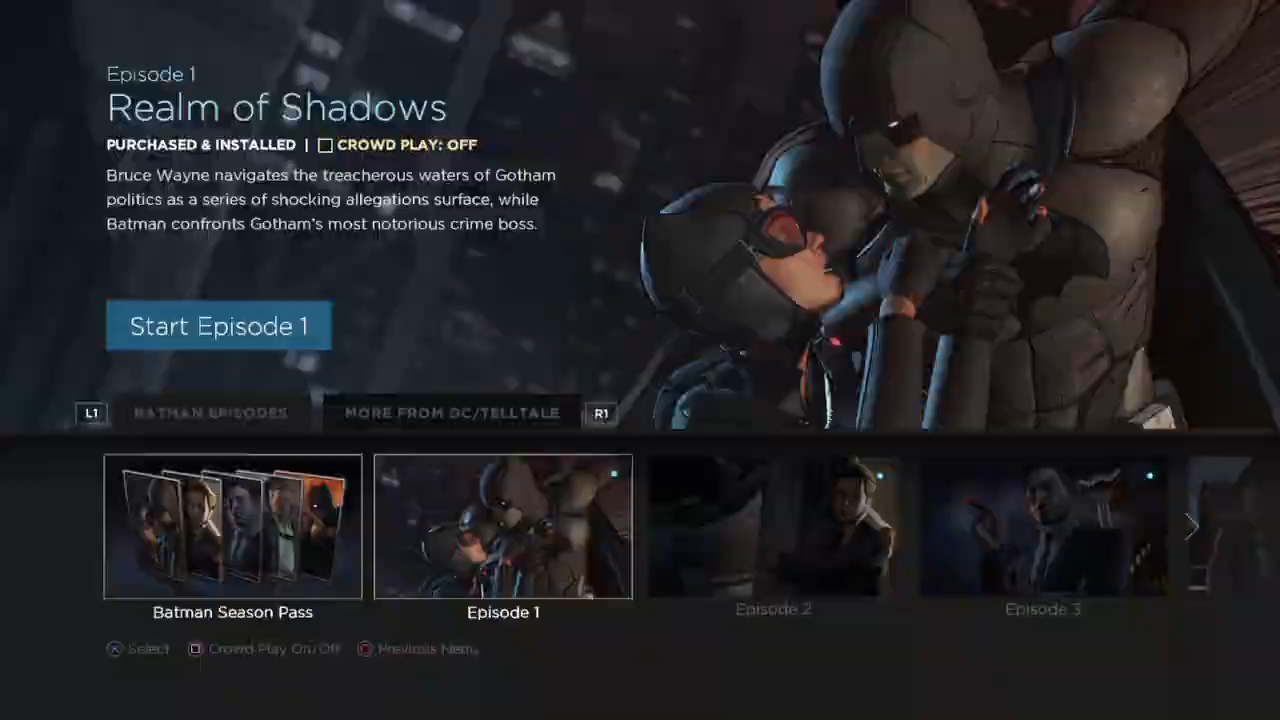 Episode 1
Realm of Shadows
PURCHASED & INSTALLED | CROWD PLAY: OFF
Bruce Wayne navigates the treacherous waters of Gotham
politics as a series of shocking allegations surface, while
Batman confronts Gotham's most notorious crime boss.
Start Episode 1
L1 BATMAN EPISODES MORE FROM DC/TELLTALE R1
Batman Season Pass Episode 1 Episode 2 Episode 3
Select Crowd Play On/Off Previous Menu